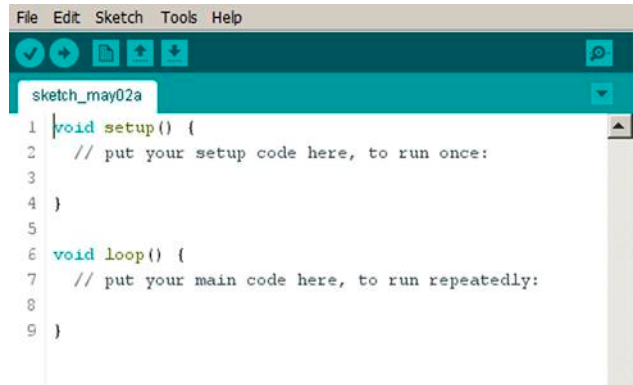 File Edit Sketch Tools Help
sketch_may02a
1 void setup() {
2   // put your setup code here, to run once:
3
4 }
5
6 void loop() {
7   // put your main code here, to run repeatedly:
8
9 }